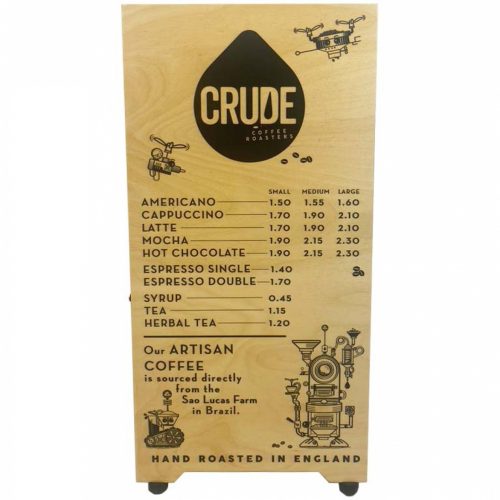 CRUDE
COFFEE
ROASTERS
SMALL MEDIUM LARGE
AMERICANO 1.50 1.55 1.60
CAPPUCCINO 1.70 1.90 2.10
LATTE 1.70 1.90 2.10
MOCHA 1.90 2.15 2.30
HOT CHOCOLATE 1.90 2.15 2.30
ESPRESSO SINGLE 1.40
ESPRESSO DOUBLE 1.70
SYRUP 0.45
TEA 1.15
HERBAL TEA 1.20
Our ARTISAN
COFFEE
is sourced directly
from the
Sao Lucas Farm
in Brazil.
HAND ROASTED IN ENGLAND